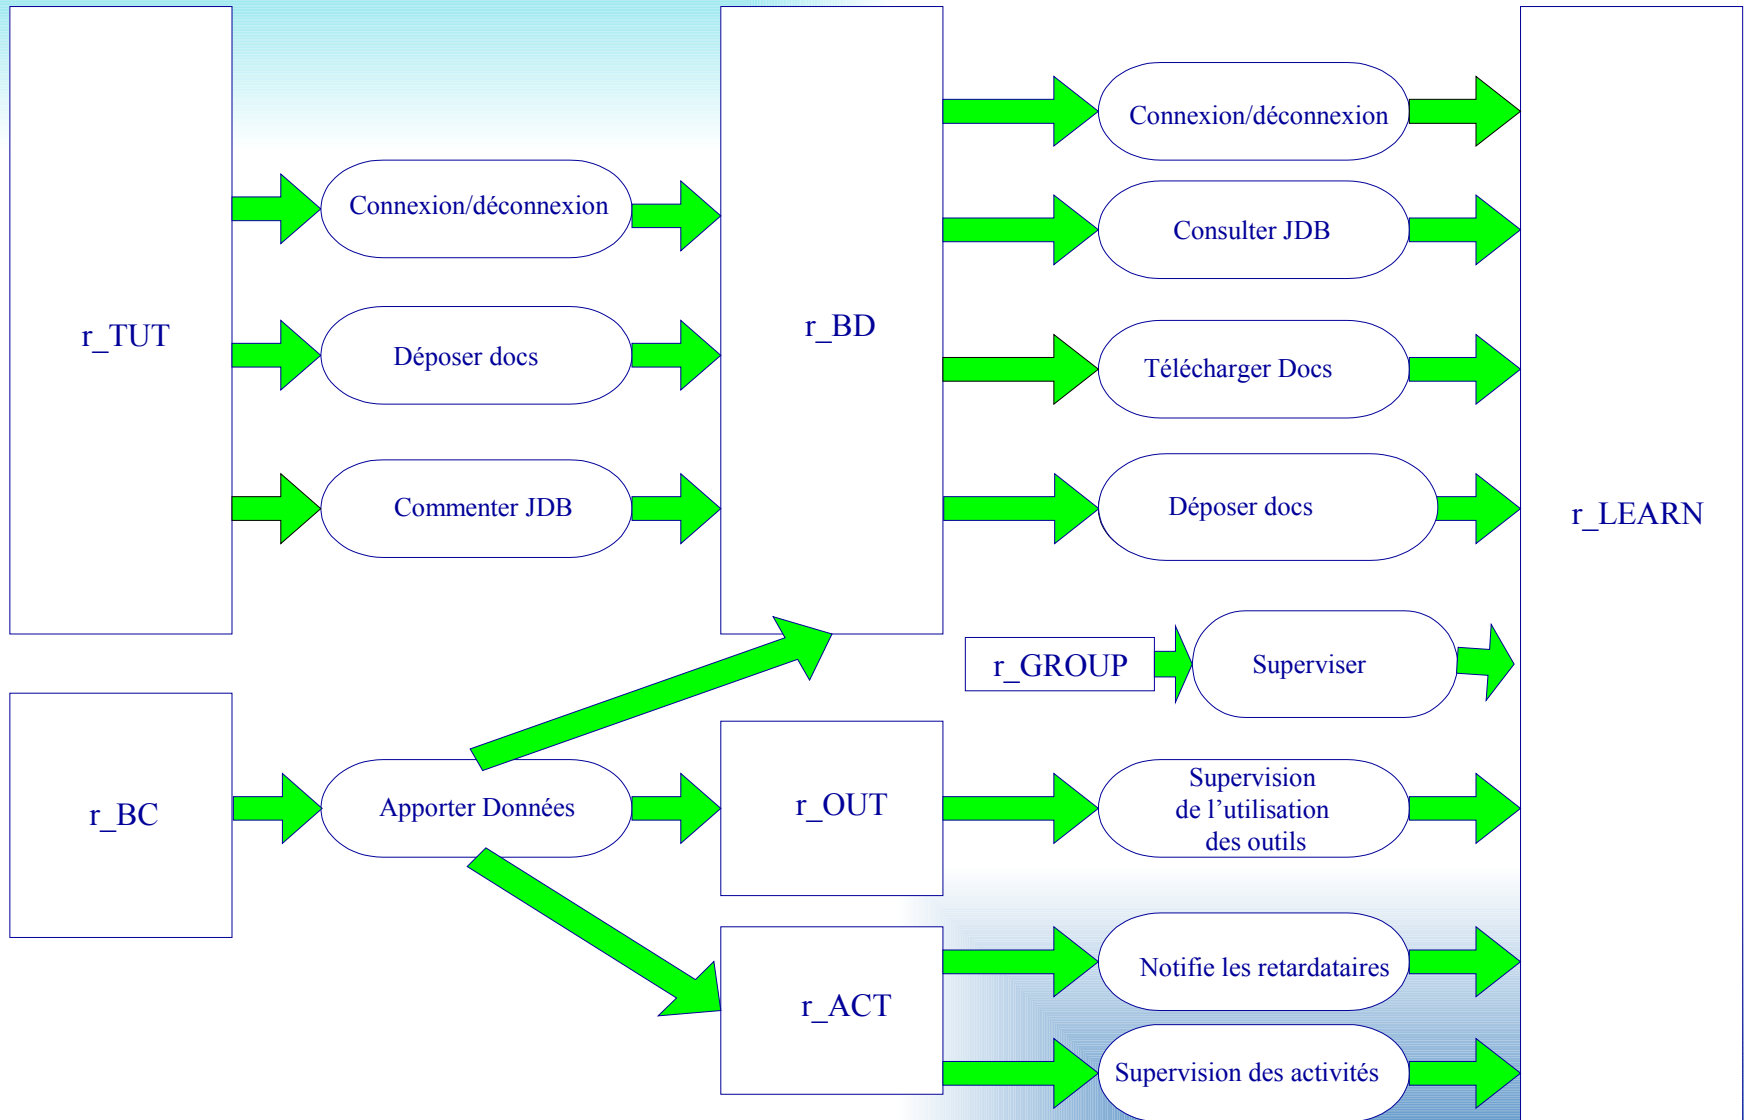 r_TUT
Connexion/déconnexion
Déposer docs
Commenter JDB
r_BD
Connexion/déconnexion
Consulter JDB
Télécharger Docs
Déposer docs
r_LEARN
r_GROUP
Superviser
r_BC
Apporter Données
r_OUT
Supervision
de l’utilisation
des outils
r_ACT
Notifie les retardataires
Supervision des activités